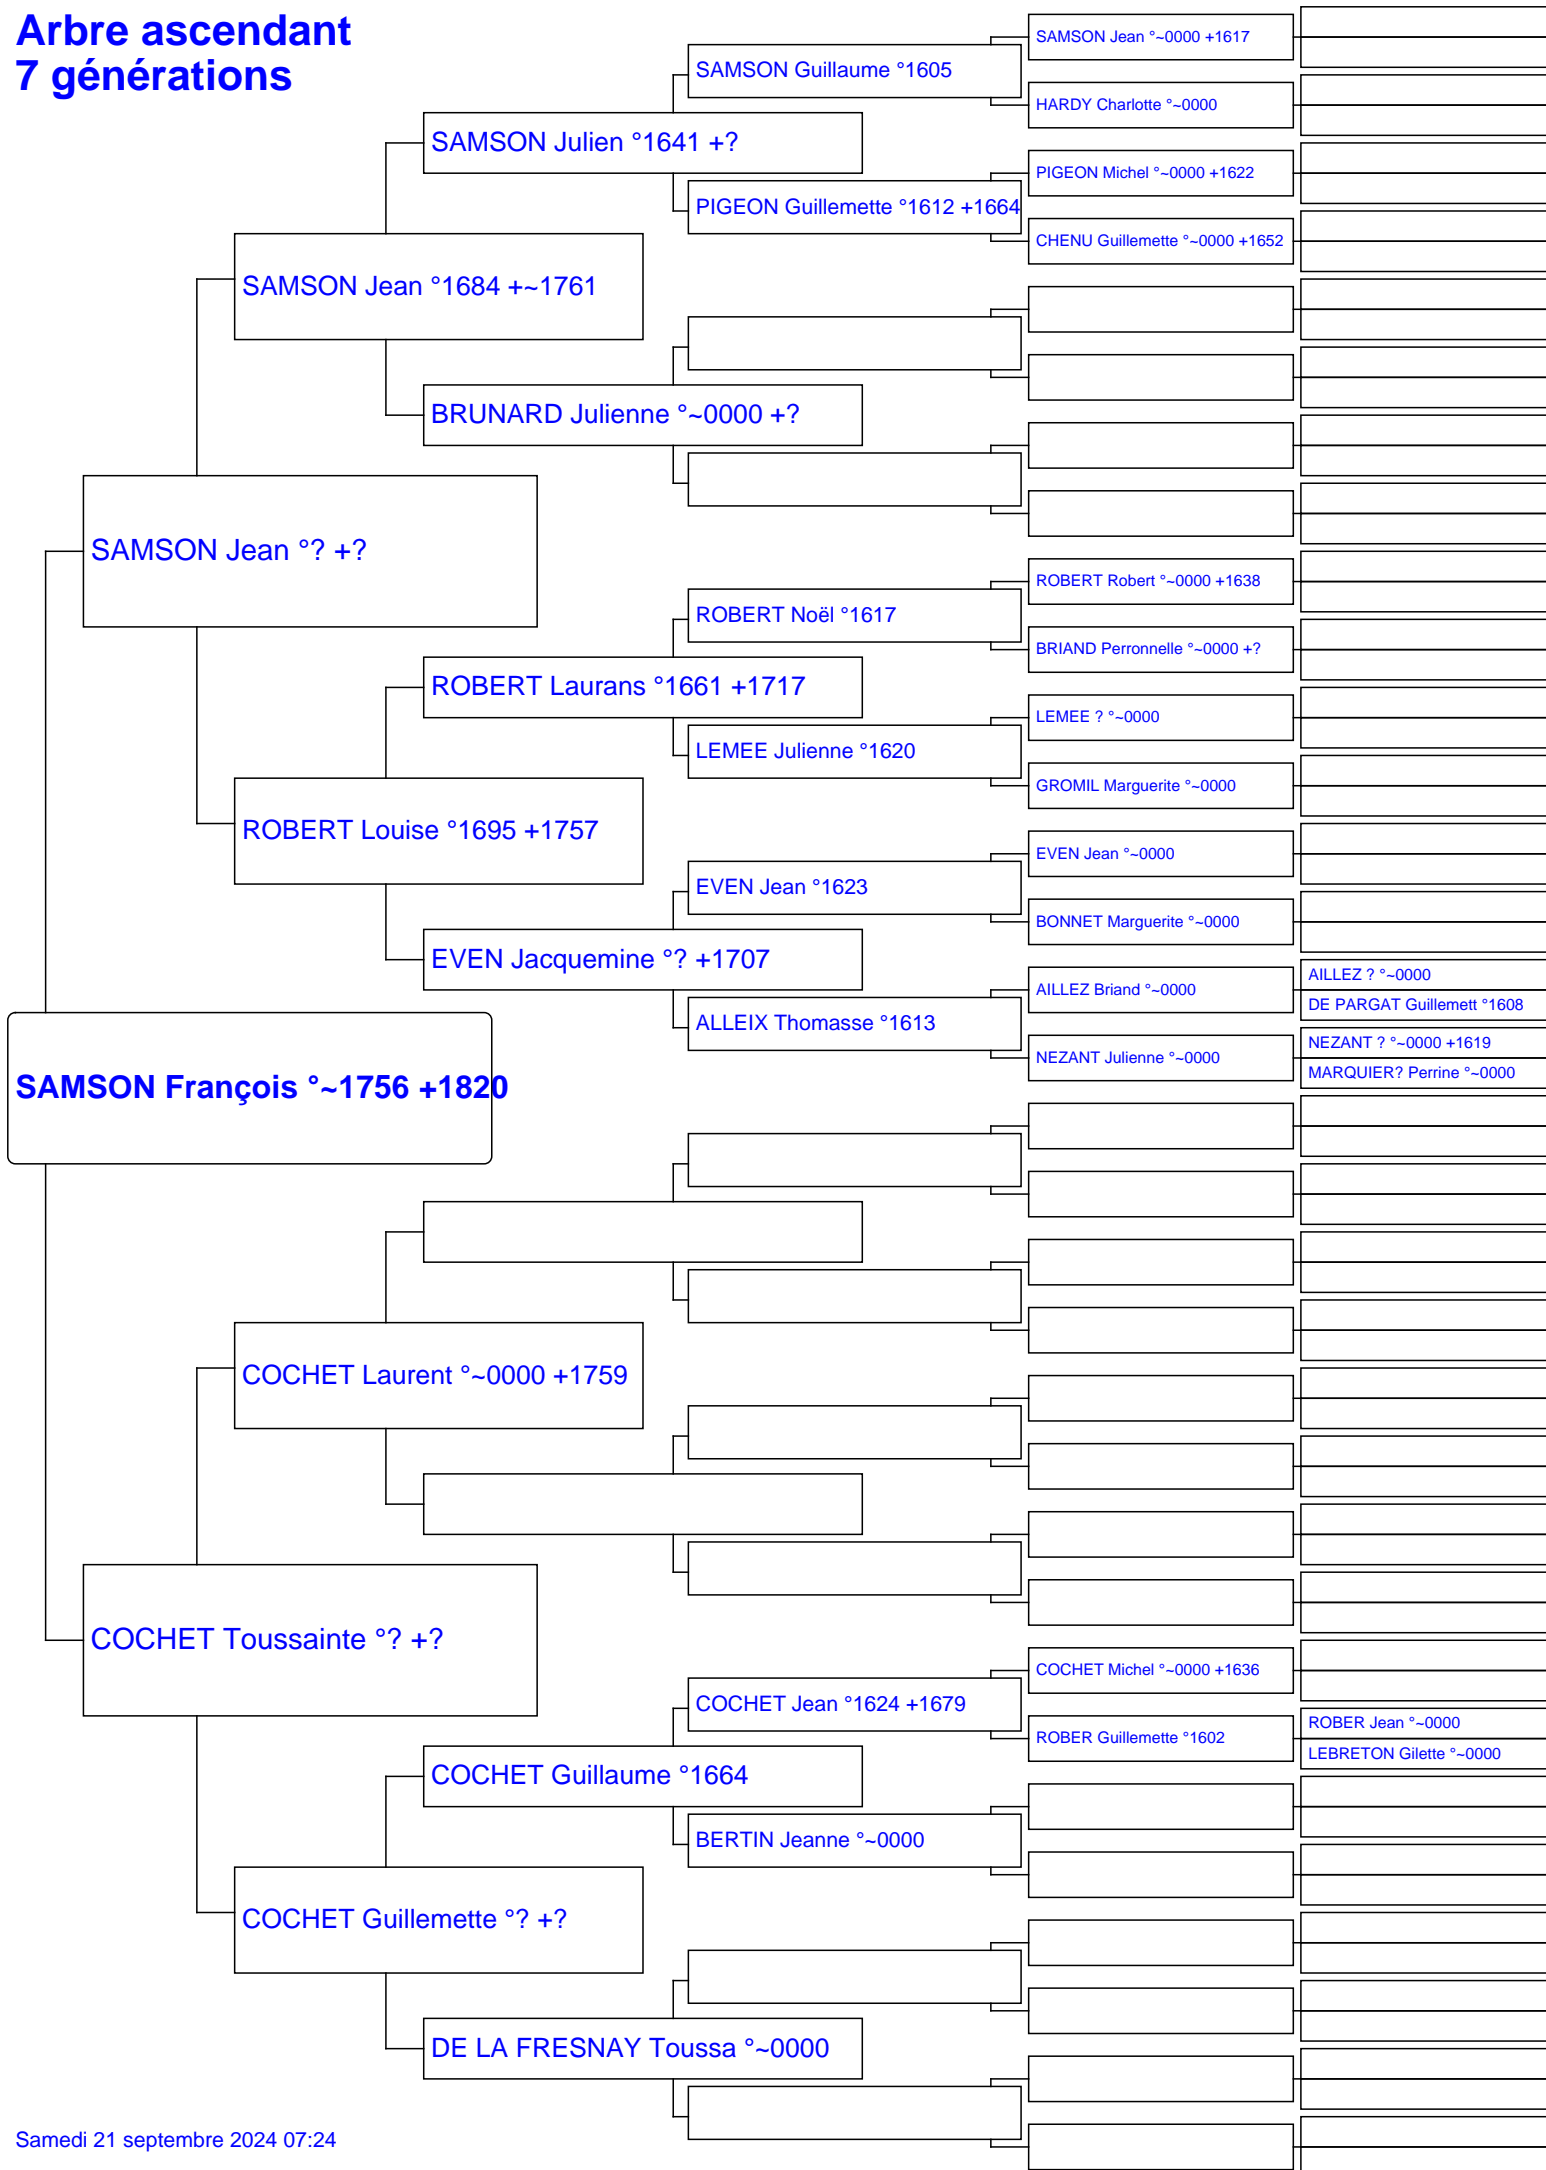 Arbre ascendant
7 générations
SAMSON Jean °~0000 +1617
SAMSON Guillaume °1605
HARDY Charlotte °~0000
SAMSON Julien °1641 +?
PIGEON Michel °~0000 +1622
PIGEON Guillemette °1612 +1664
CHENU Guillemette °~0000 +1652
SAMSON Jean °1684 +~1761
BRUNARD Julienne °~0000 +?
SAMSON Jean °? +?
ROBERT Robert °~0000 +1638
ROBERT Noël °1617
BRIAND Perronnelle °~0000 +?
ROBERT Laurans °1661 +1717
LEMEE ? °~0000
LEMEE Julienne °1620
GROMIL Marguerite °~0000
ROBERT Louise °1695 +1757
EVEN Jean °~0000
EVEN Jean °1623
BONNET Marguerite °~0000
EVEN Jacquemine °? +1707
AILLEZ ? °~0000
AILLEZ Briand °~0000
DE PARGAT Guillemett °1608
ALLEIX Thomasse °1613
NEZANT ? °~0000 +1619
NEZANT Julienne °~0000
MARQUIER? Perrine °~0000
SAMSON François °~1756 +1820
COCHET Laurent °~0000 +1759
COCHET Toussainte °? +?
COCHET Michel °~0000 +1636
COCHET Jean °1624 +1679
ROBER Jean °~0000
ROBER Guillemette °1602
LEBRETON Gilette °~0000
COCHET Guillaume °1664
BERTIN Jeanne °~0000
COCHET Guillemette °? +?
DE LA FRESNAY Toussa °~0000
Samedi 21 septembre 2024 07:24